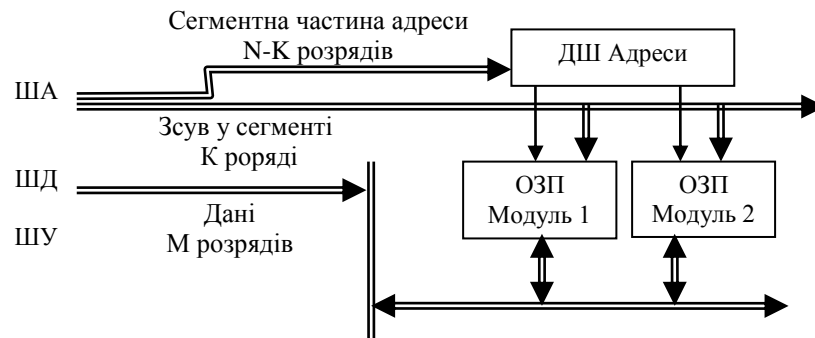 Сегментна частина адреси
N-K розрядів
ДШ Адреси
ША
Зсув у сегменті
К роряді
ШД
ОЗП
Модуль 1
ОЗП
Модуль 2
Дані
М розрядів
ШУ